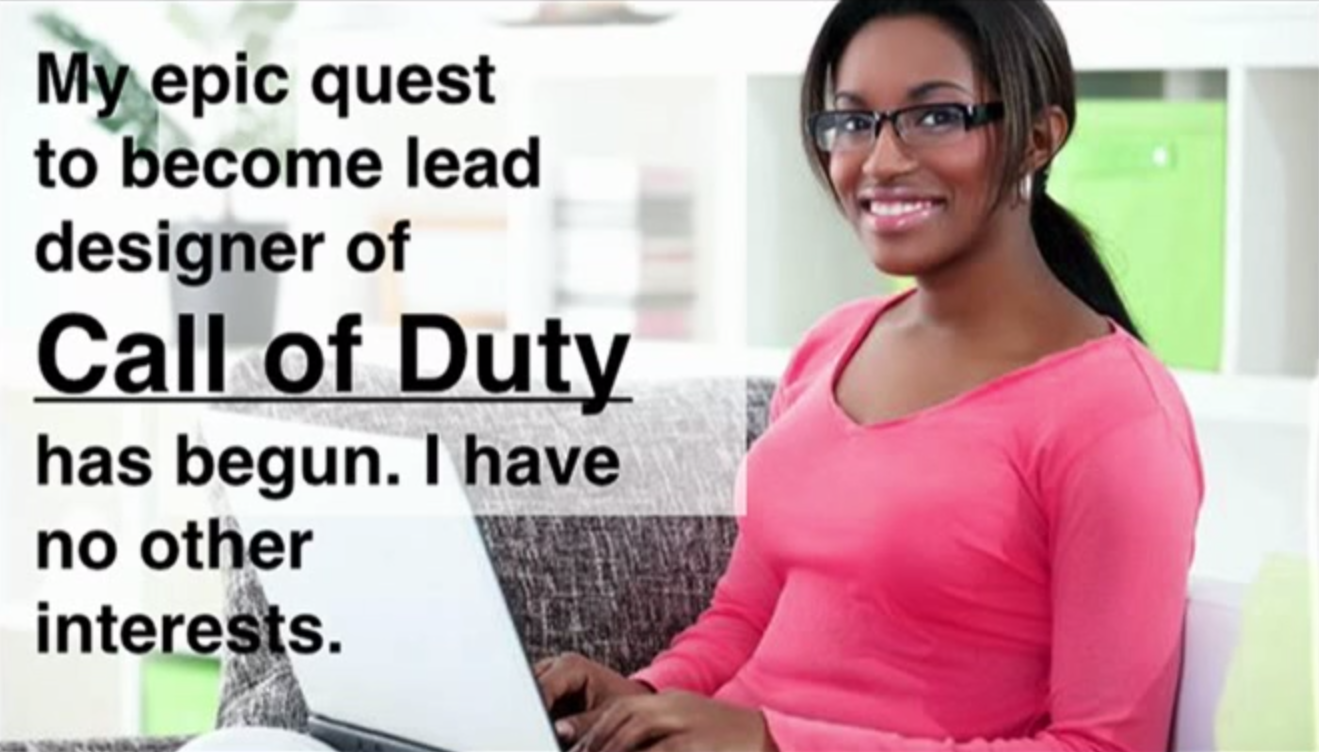 My epic quest
to become lead
designer of
Call of Duty
has begun. I have
no other
interests.